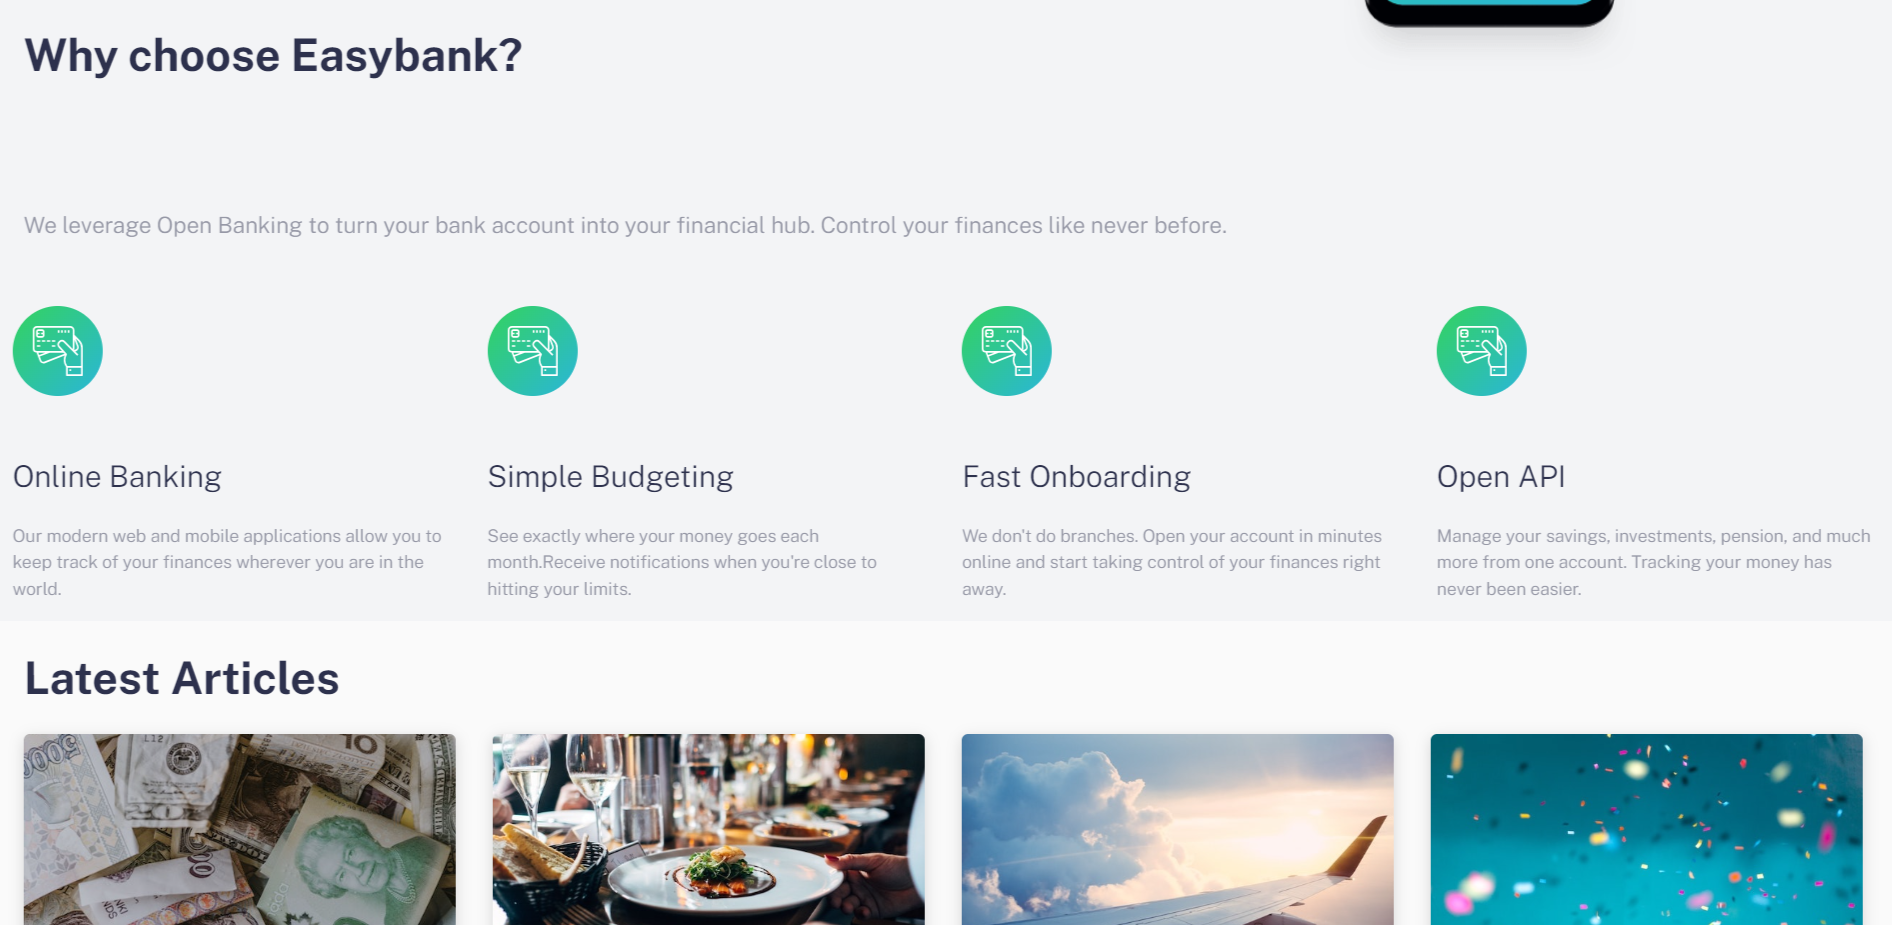 Why choose Easybank?
We leverage Open Banking to turn your bank account into your financial hub. Control your finances like never before.
Online Banking
Our modern web and mobile applications allow you to
keep track of your finances wherever you are in the
world.
Simple Budgeting
See exactly where your money goes each
month.Receive notifications when you're close to
hitting your limits.
Fast Onboarding
We don't do branches. Open your account in minutes
online and start taking control of your finances right
away.
Open API
Manage your savings, investments, pension, and much
more from one account. Tracking your money has
never been easier.
Latest Articles
5000
L12
10